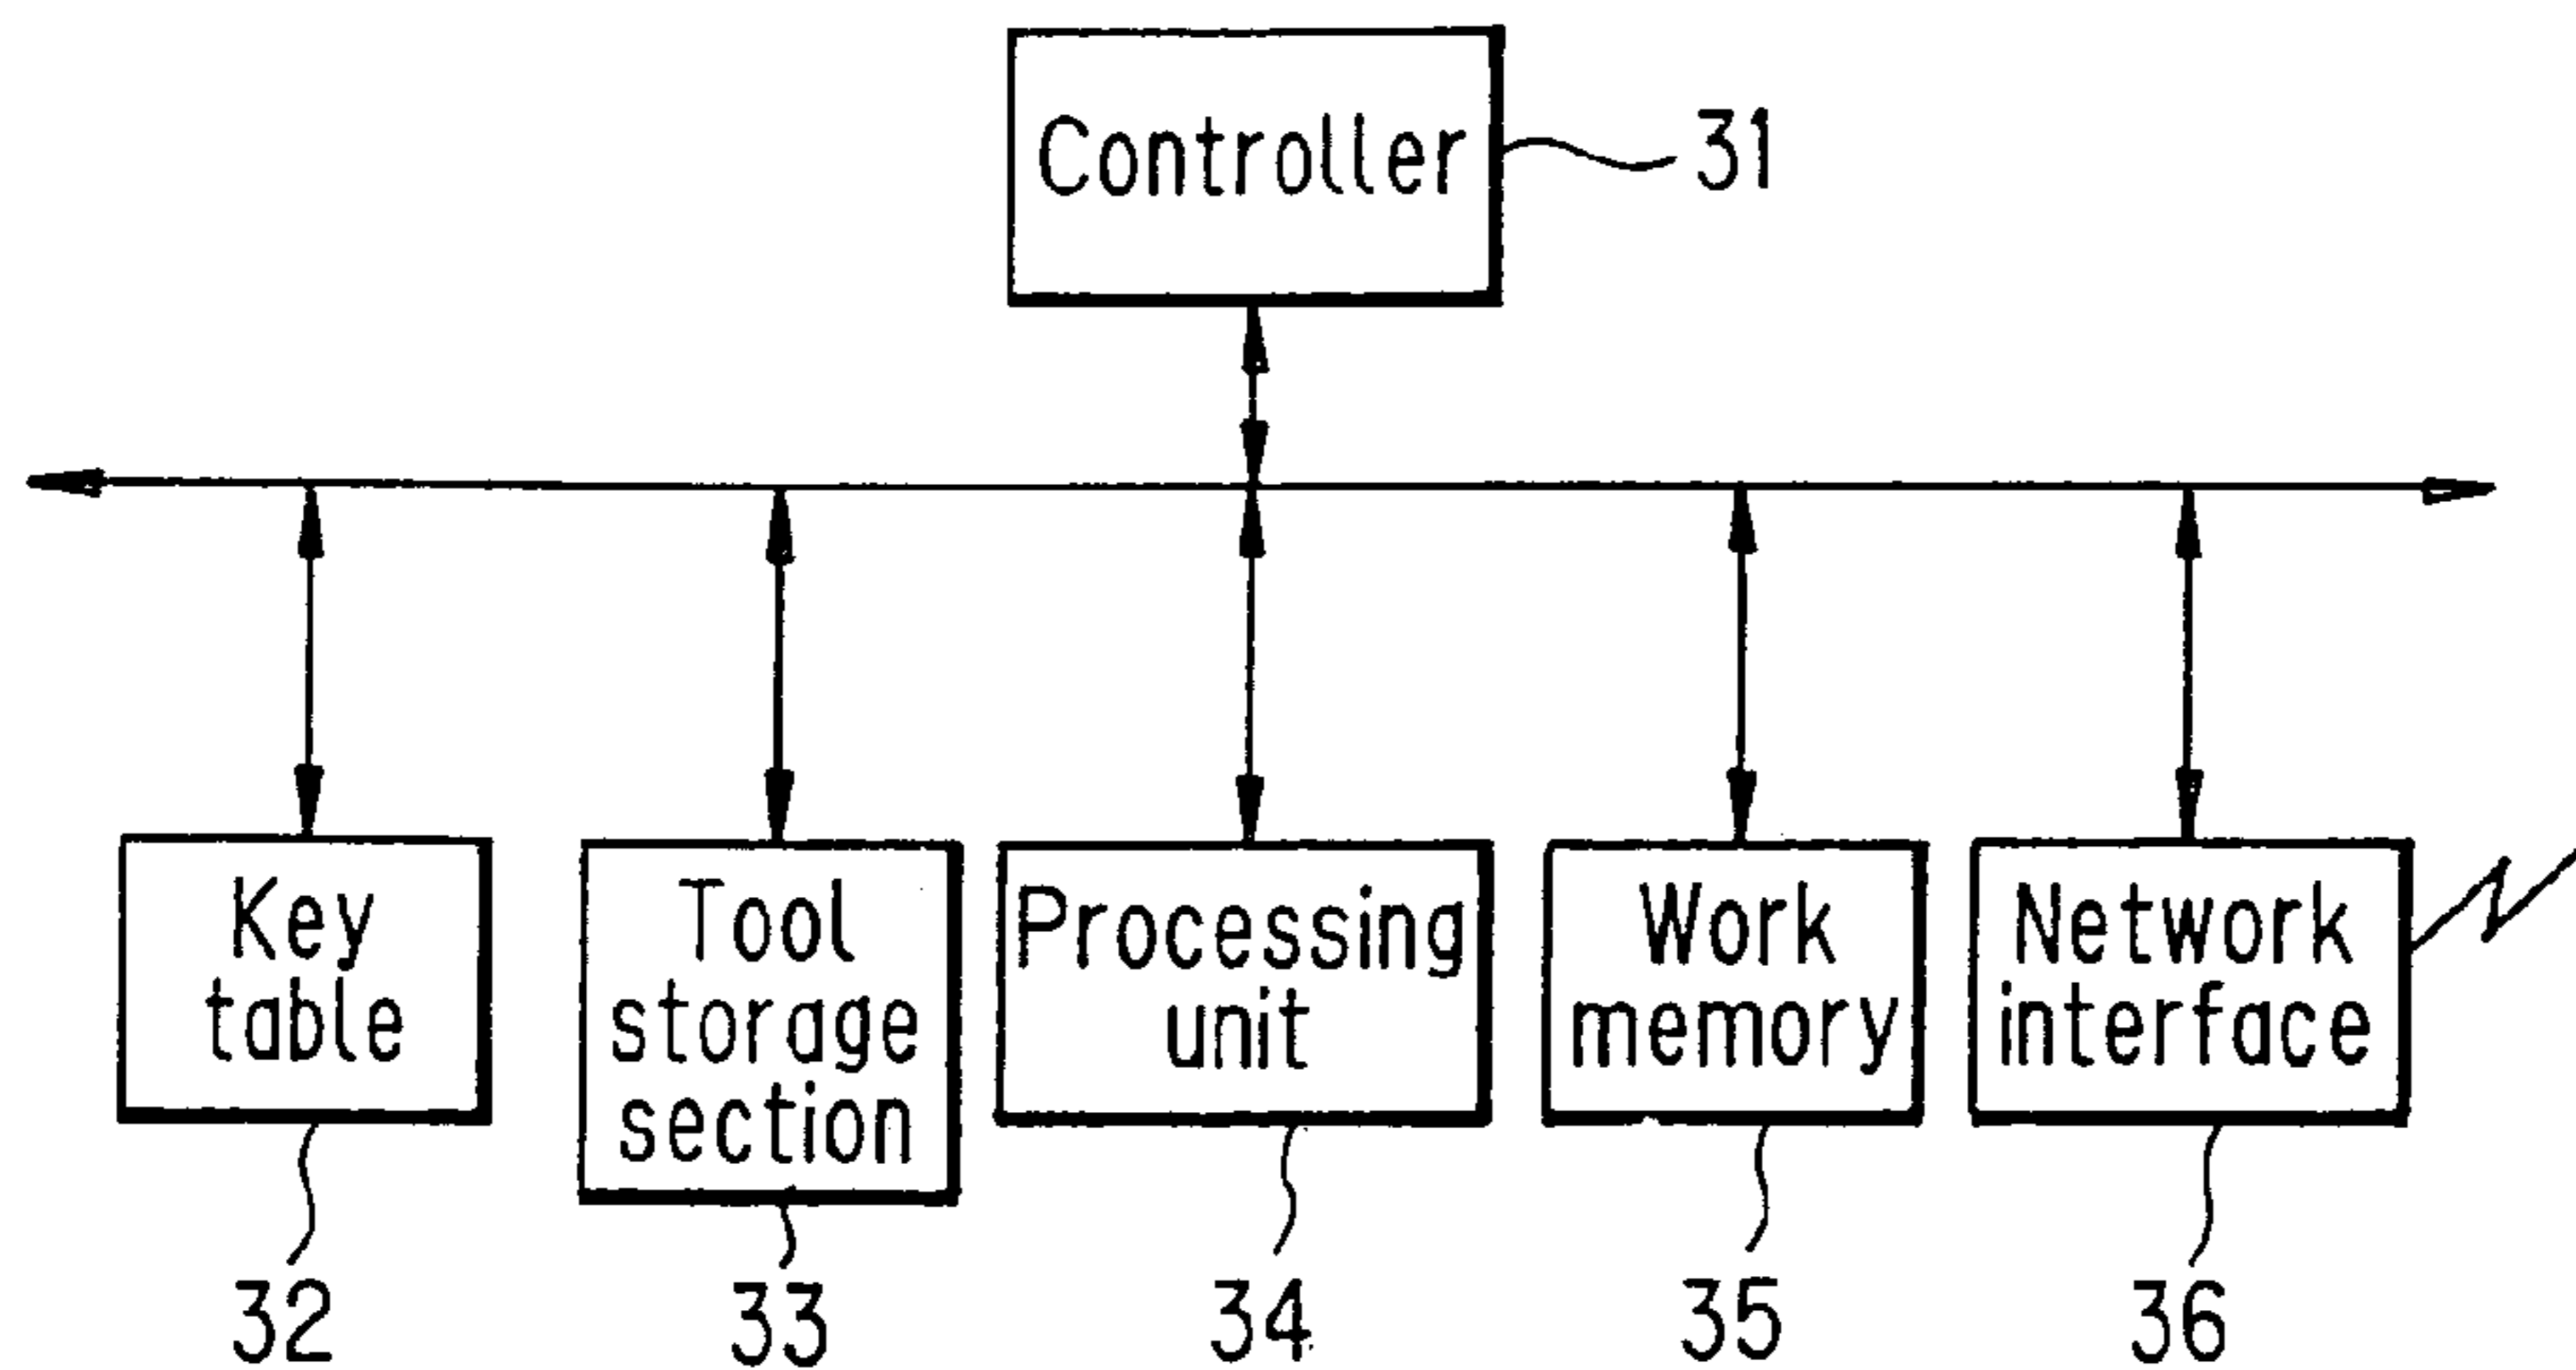 Controller
31
Key
table
Tool
storage
section
Processing
unit
Work
memory
Network
interface
32
33
34
35
36